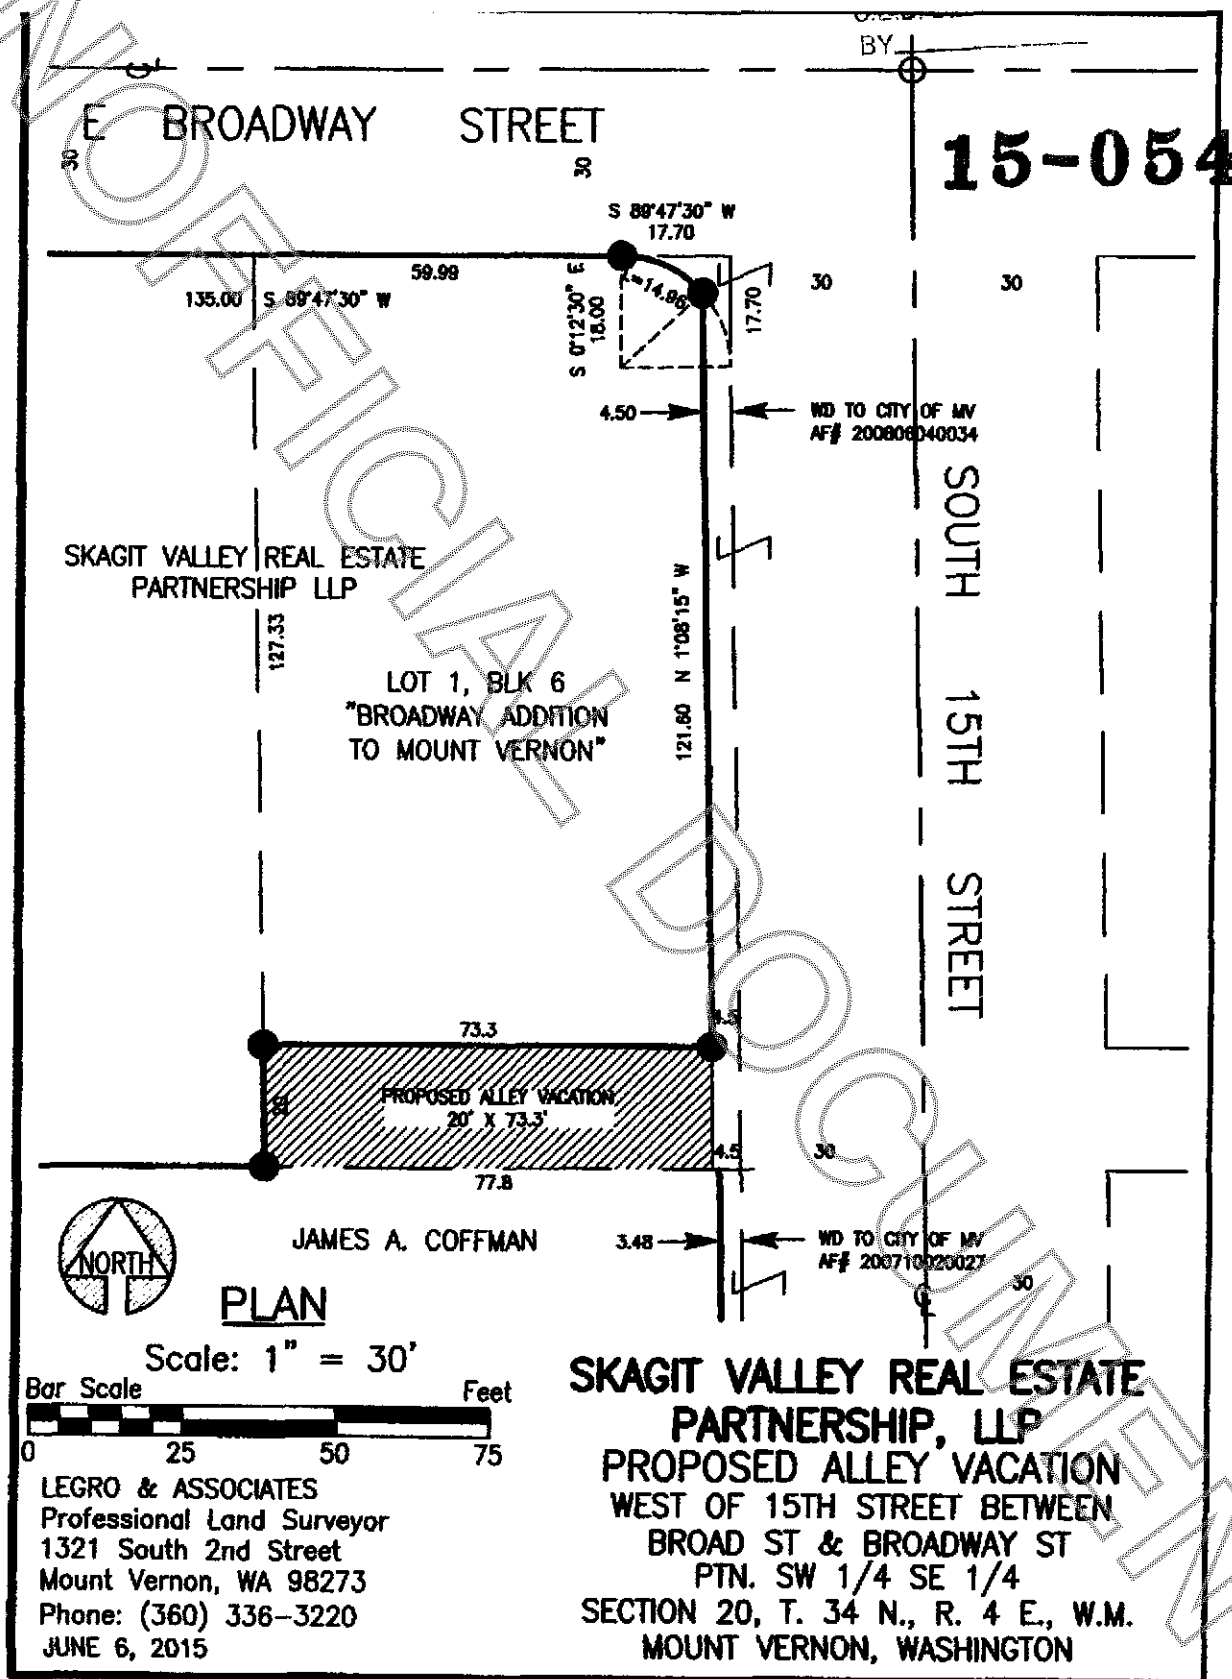 BY
E BROADWAY STREET
30
30
15-054
S 89°47'30" W
17.70
59.99
135.00
S 89°47'30" W
S 0°12'30" E
18.00
L=14.96
17.70
30
30
4.50
WD TO CITY OF MV
AF# 200806040034
SOUTH 15TH STREET
SKAGIT VALLEY REAL ESTATE
PARTNERSHIP LLP
127.33
121.60 N 1°08'15" W
LOT 1, BLK 6
"BROADWAY ADDITION
TO MOUNT VERNON"
73.3
4.5
20
PROPOSED ALLEY VACATION
20' X 73.3'
4.5
30
77.8
JAMES A. COFFMAN
3.48
WD TO CITY OF MV
AF# 200710020027
30
NORTH
PLAN
Scale: 1" = 30'
Bar Scale
Feet
0 25 50 75
LEGRO & ASSOCIATES
Professional Land Surveyor
1321 South 2nd Street
Mount Vernon, WA 98273
Phone: (360) 336-3220
JUNE 6, 2015
SKAGIT VALLEY REAL ESTATE
PARTNERSHIP, LLP
PROPOSED ALLEY VACATION
WEST OF 15TH STREET BETWEEN
BROAD ST & BROADWAY ST
PTN. SW 1/4 SE 1/4
SECTION 20, T. 34 N., R. 4 E., W.M.
MOUNT VERNON, WASHINGTON
UNOFFICIAL DOCUMENT